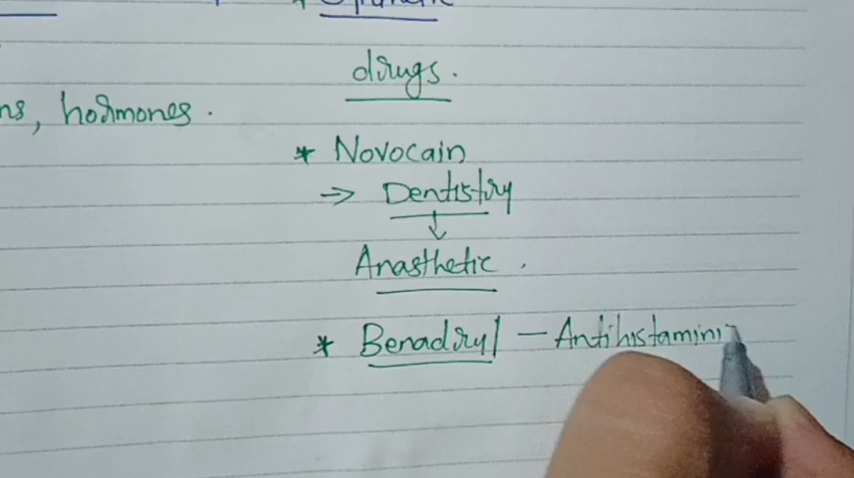 drugs.
ns, hormones.
* Novocain
→ Dentistry
↓
Anasthetic.
* Benadryl — Antihistamini